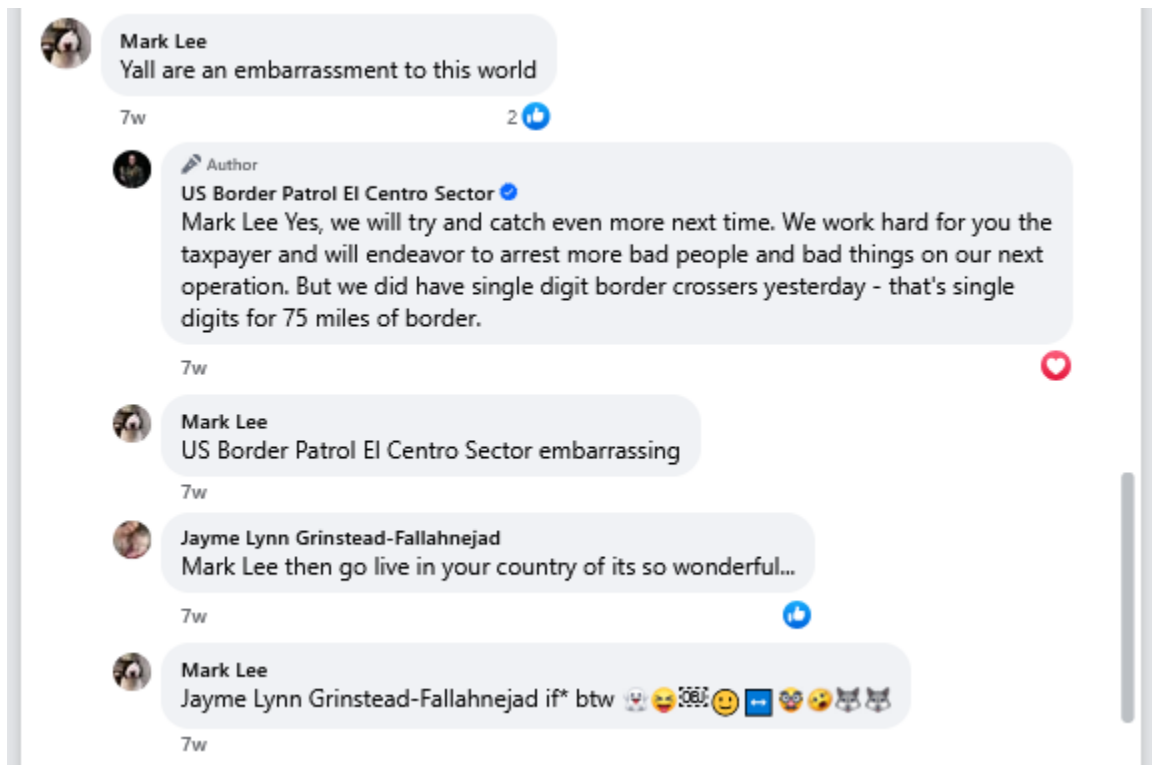 Mark Lee
Yall are an embarrassment to this world
7w 2
Author
US Border Patrol El Centro Sector
Mark Lee Yes, we will try and catch even more next time. We work hard for you the
taxpayer and will endeavor to arrest more bad people and bad things on our next
operation. But we did have single digit border crossers yesterday - that's single
digits for 75 miles of border.
7w
Mark Lee
US Border Patrol El Centro Sector embarrassing
7w
Jayme Lynn Grinstead-Fallahnejad
Mark Lee then go live in your country of its so wonderful...
7w
Mark Lee
Jayme Lynn Grinstead-Fallahnejad if* btw 👻😝OBJ🙂↔️🥸🤪🐺🐺
7w